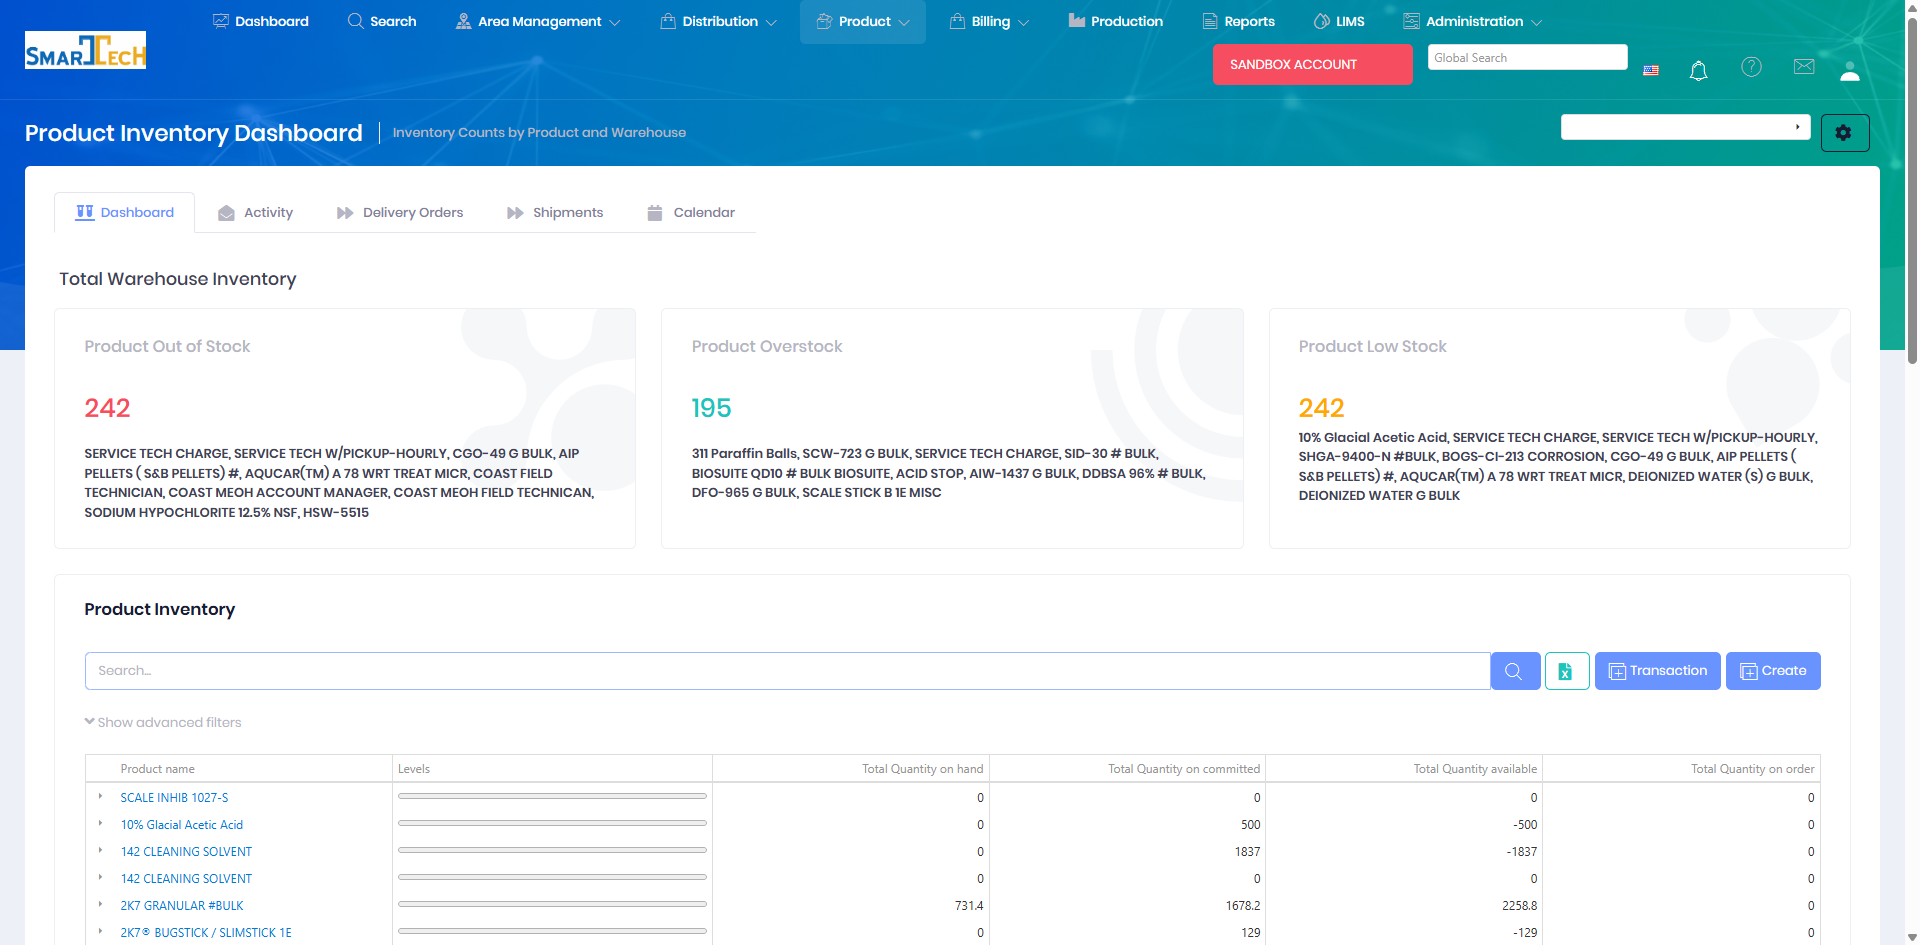 Dashboard Search Area Management Distribution Product Billing Production Reports LIMS Administration
SMARTTECH
SANDBOX ACCOUNT Global Search
Product Inventory Dashboard Inventory Counts by Product and Warehouse
Dashboard Activity Delivery Orders Shipments Calendar
Total Warehouse Inventory
Product Out of Stock
242
SERVICE TECH CHARGE, SERVICE TECH W/PICKUP-HOURLY, CGO-49 G BULK, AIP
PELLETS ( S&B PELLETS) #, AQUCAR(TM) A 78 WRT TREAT MICR, COAST FIELD
TECHNICIAN, COAST MEOH ACCOUNT MANAGER, COAST MEOH FIELD TECHNICAN,
SODIUM HYPOCHLORITE 12.5% NSF, HSW-5515
Product Overstock
195
311 Paraffin Balls, SCW-723 G BULK, SERVICE TECH CHARGE, SID-30 # BULK,
BIOSUITE QD10 # BULK BIOSUITE, ACID STOP, AIW-1437 G BULK, DDBSA 96% # BULK,
DFO-965 G BULK, SCALE STICK B 1E MISC
Product Low Stock
242
10% Glacial Acetic Acid, SERVICE TECH CHARGE, SERVICE TECH W/PICKUP-HOURLY,
SHGA-9400-N #BULK, BOGS-CI-213 CORROSION, CGO-49 G BULK, AIP PELLETS (
S&B PELLETS) #, AQUCAR(TM) A 78 WRT TREAT MICR, DEIONIZED WATER (S) G BULK,
DEIONIZED WATER G BULK
Product Inventory
Search... Transaction Create
Show advanced filters
Product name Levels Total Quantity on hand Total Quantity on committed Total Quantity available Total Quantity on order
SCALE INHIB 1027-S 0 0 0 0
10% Glacial Acetic Acid 0 500 -500 0
142 CLEANING SOLVENT 0 1837 -1837 0
142 CLEANING SOLVENT 0 0 0 0
2K7 GRANULAR #BULK 731.4 1678.2 2258.8 0
2K7® BUGSTICK / SLIMSTICK 1E 0 129 -129 0